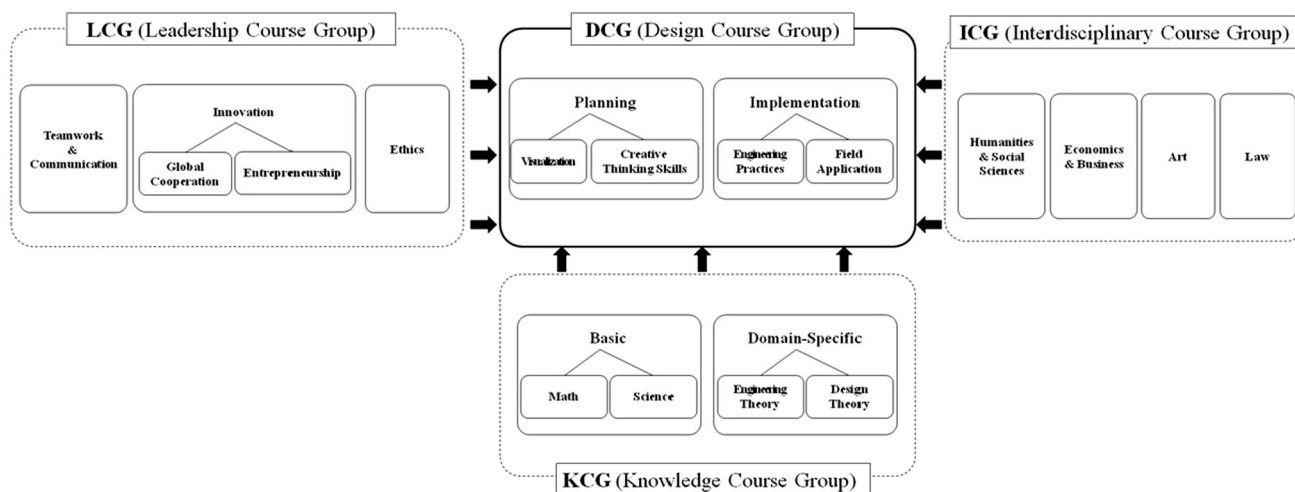 LCG (Leadership Course Group)
Teamwork
&
Communication
Innovation
Global
Cooperation
Entrepreneurship
Ethics
DCG (Design Course Group)
Planning
Visualization
Creative
Thinking Skills
Implementation
Engineering
Practices
Field
Application
ICG (Interdisciplinary Course Group)
Humanities
& Social
Sciences
Economics
& Business
Art
Law
Basic
Math
Science
Domain-Specific
Engineering
Theory
Design
Theory
KCG (Knowledge Course Group)